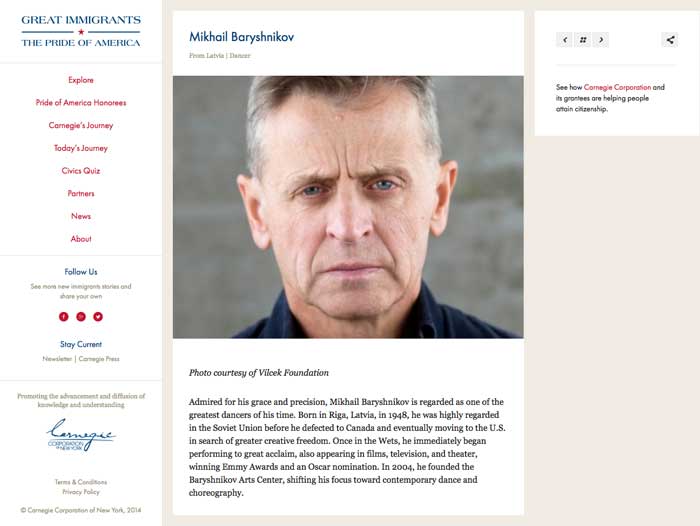 GREAT IMMIGRANTS
THE PRIDE OF AMERICA
Explore
Pride of America Honorees
Carnegie's Journey
Today's Journey
Civics Quiz
Partners
News
About
Follow Us
See more new immigrants stories and
share your own
Stay Current
Newsletter | Carnegie Press
Promoting the advancement and diffusion of
knowledge and understanding
Carnegie
CORPORATION
OF NEW YORK
Terms & Conditions
Privacy Policy
© Carnegie Corporation of New York, 2014
Mikhail Baryshnikov
From Latvia | Dancer
Photo courtesy of Vilcek Foundation
Admired for his grace and precision, Mikhail Baryshnikov is regarded as one of the
greatest dancers of his time. Born in Riga, Latvia, in 1948, he was highly regarded
in the Soviet Union before he defected to Canada and eventually moving to the U.S.
in search of greater creative freedom. Once in the Wets, he immediately began
performing to great acclaim, also appearing in films, television, and theater,
winning Emmy Awards and an Oscar nomination. In 2004, he founded the
Baryshnikov Arts Center, shifting his focus toward contemporary dance and
choreography.
See how Carnegie Corporation and
its grantees are helping people
attain citizenship.